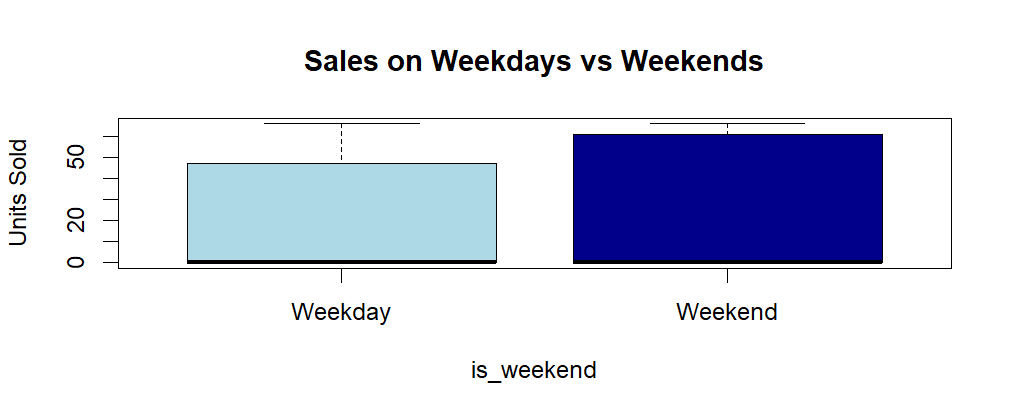 Sales on Weekdays vs Weekends
Units Sold
50
20
0
Weekday Weekend
is_weekend